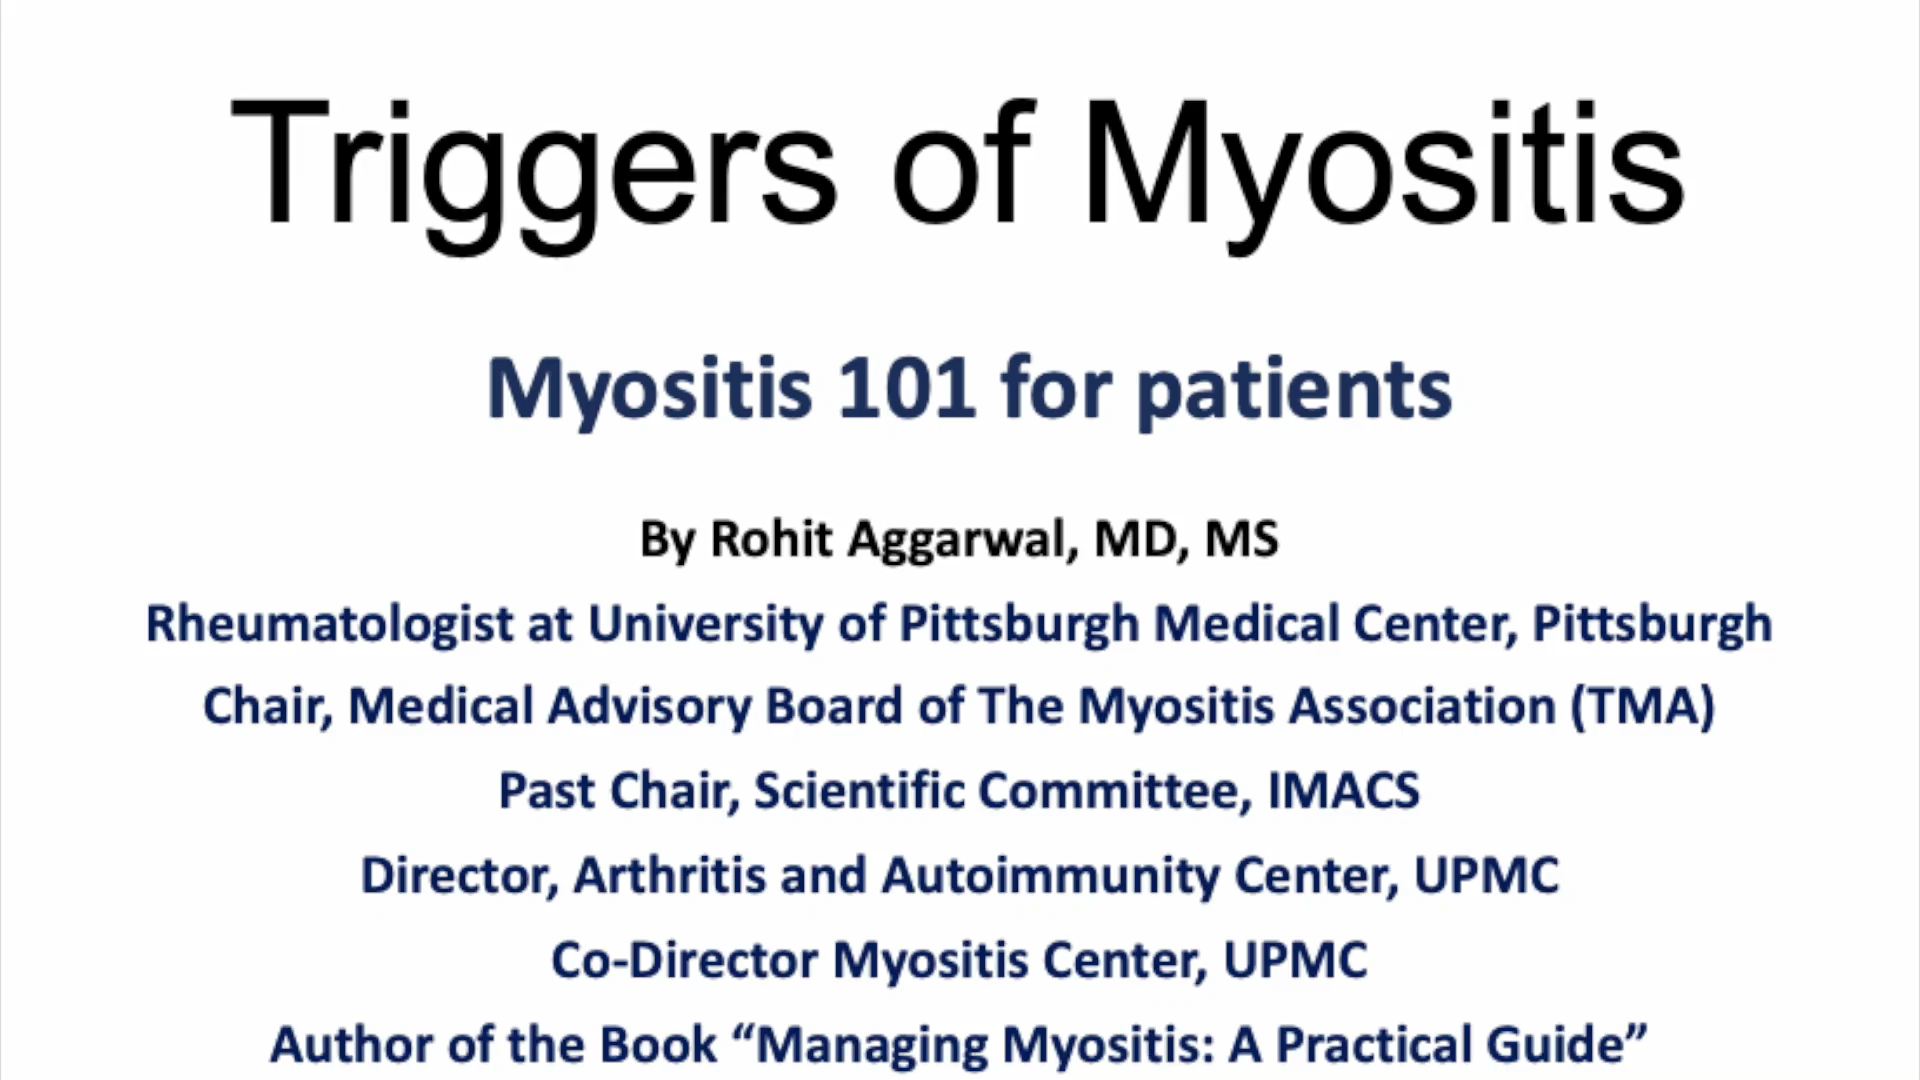 Triggers of Myositis
Myositis 101 for patients
By Rohit Aggarwal, MD, MS
Rheumatologist at University of Pittsburgh Medical Center, Pittsburgh
Chair, Medical Advisory Board of The Myositis Association (TMA)
Past Chair, Scientific Committee, IMACS
Director, Arthritis and Autoimmunity Center, UPMC
Co-Director Myositis Center, UPMC
Author of the Book “Managing Myositis: A Practical Guide”